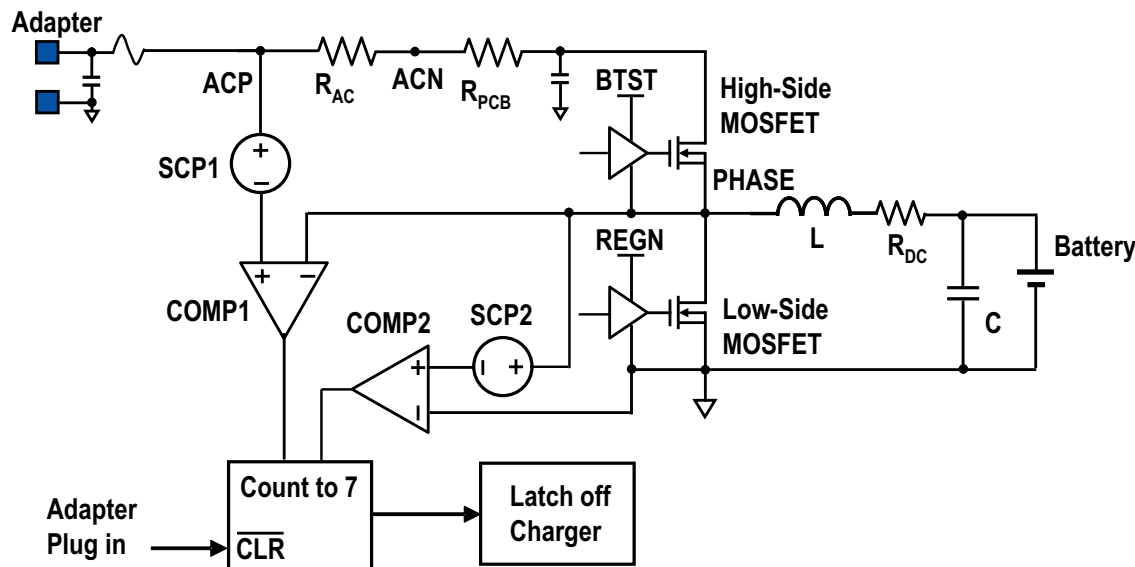 Adapter
ACP
R_AC
ACN
R_PCB
BTST
High-Side
MOSFET
SCP1
+
−
PHASE
REGN
L
R_DC
Battery
+
−
COMP1
COMP2
SCP2
−
+
+
−
Low-Side
MOSFET
C
Count to 7
Latch off
Charger
Adapter
Plug in
C̅L̅R̅